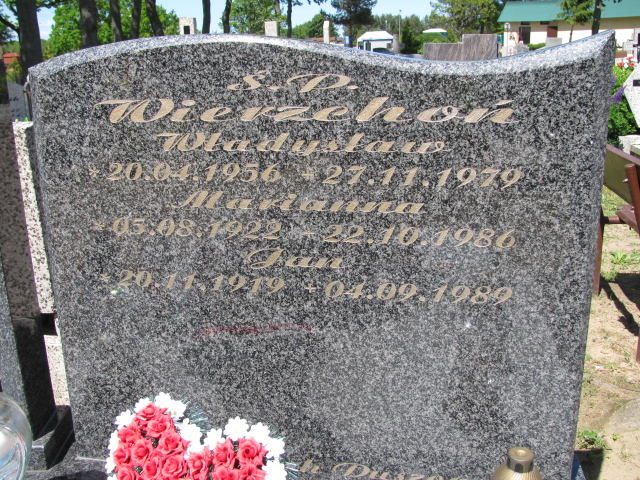 Ś.P.
Wierzchoń
Władysław
* 20.04.1956 + 27.11.1979
Marianna
* 05.08.1922 + 22.10.1986
Jan
* 20.11.1919 + 04.09.1989